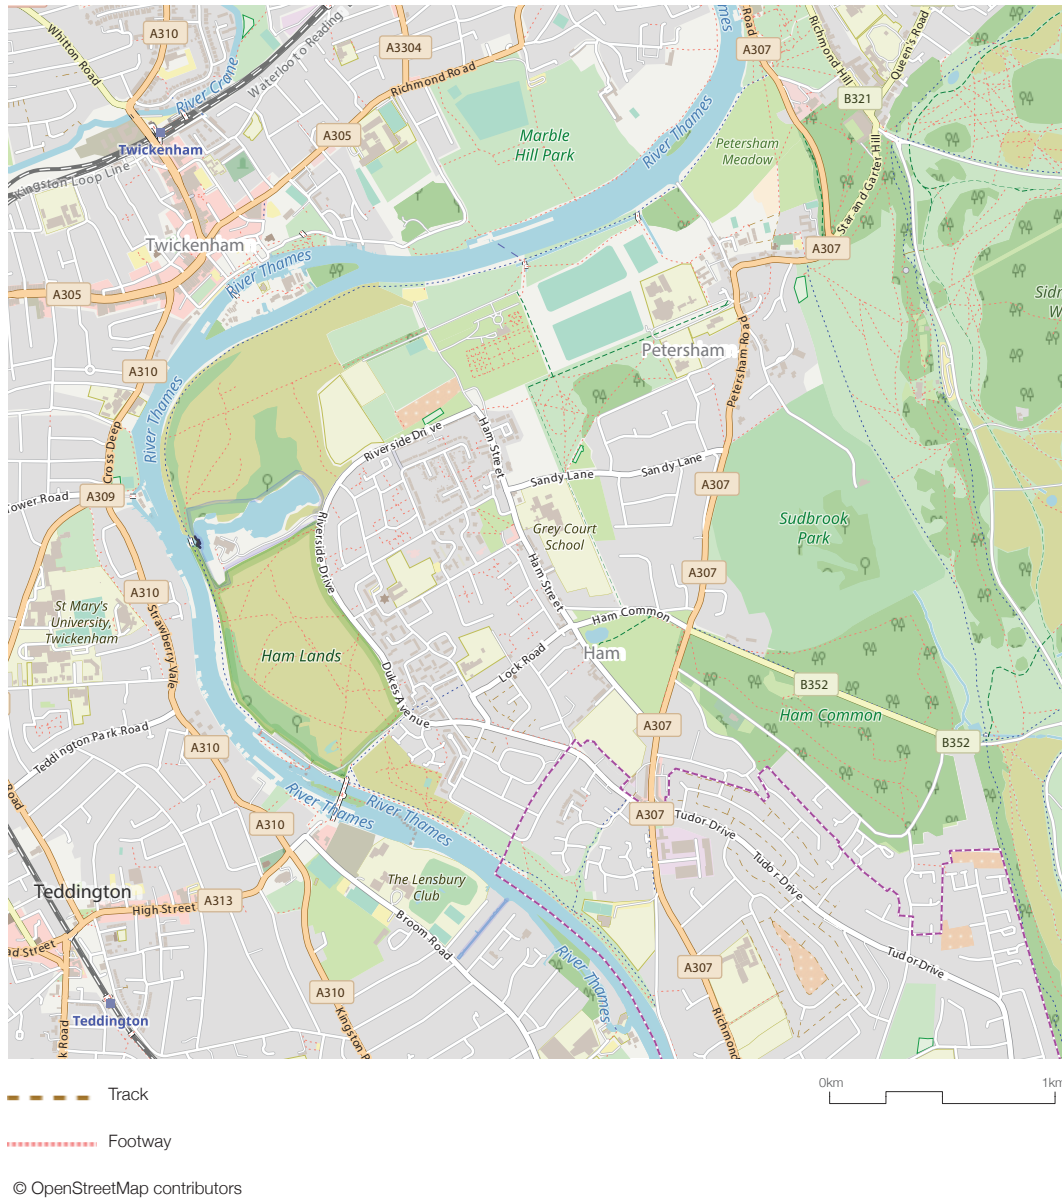 A310
Whitton Road
River Crane
Waterloo to Reading
A3304
Richmond Road
A307
Road
Richmond Hill
Queen's Road
B321
River Thames
Twickenham
Kingston Loop Line
A305
Marble
Hill Park
Petersham
Meadow
Star and Garter Hill
Twickenham
River Thames
A307
A305
Petersham
Petersham Road
A310
River Thames
Cross Deep
Riverside Drive
Ham Street
Sandy Lane
Sandy Lane
A307
A309
Grey Court
School
Sudbrook
Park
Riverside Drive
Ham Street
A307
A310
St Mary's
University,
Twickenham
Strawberry Vale
Ham Lands
Ham Common
Ham
Lock Road
Dukes Avenue
B352
Ham Common
A307
B352
Teddington Park Road
A310
River Thames
River Thames
A310
A307
Tudor Drive
Tudor Drive
Teddington
The Lensbury
Club
High Street
A313
Broom Road
River Thames
Tudor Drive
A307
A310
Teddington
Kingston R
Richmond
Track
Footway
0km
1km
© OpenStreetMap contributors